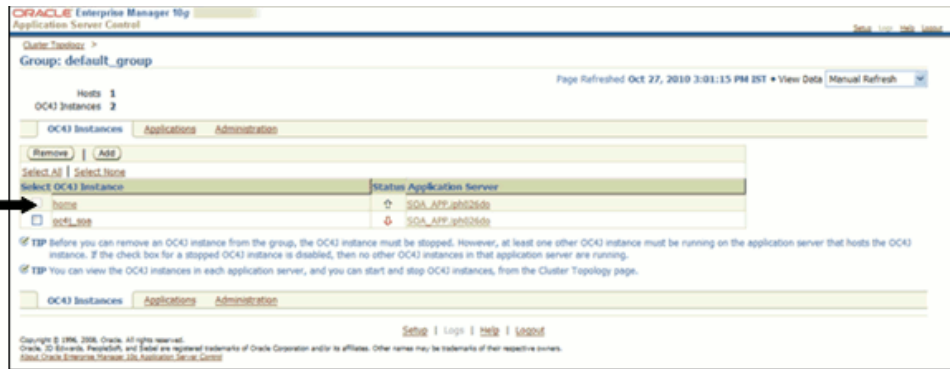 ORACLE Enterprise Manager 10g
Application Server Control
Setup Logs Help Logout
Cluster Topology >
Group: default_group
Page Refreshed Oct 27, 2010 3:01:15 PM IST • View Data Manual Refresh
Hosts 1
OC4J Instances 2
OC4J Instances Applications Administration
Remove | Add
Select All | Select None
Select OC4J Instance Status Application Server
home SOA_APP.iph026do
oc4j_soa SOA_APP.iph026do
TIP Before you can remove an OC4J instance from the group, the OC4J instance must be stopped. However, at least one other OC4J instance must be running on the application server that hosts the OC4J
instance. If the check box for a stopped OC4J instance is disabled, then no other OC4J instances in that application server are running.
TIP You can view the OC4J instances in each application server, and you can start and stop OC4J instances, from the Cluster Topology page.
OC4J Instances Applications Administration
Setup | Logs | Help | Logout
Copyright © 1996, 2008, Oracle. All rights reserved.
Oracle, JD Edwards, PeopleSoft, and Siebel are registered trademarks of Oracle Corporation and/or its affiliates. Other names may be trademarks of their respective owners.
About Oracle Enterprise Manager 10g Application Server Control